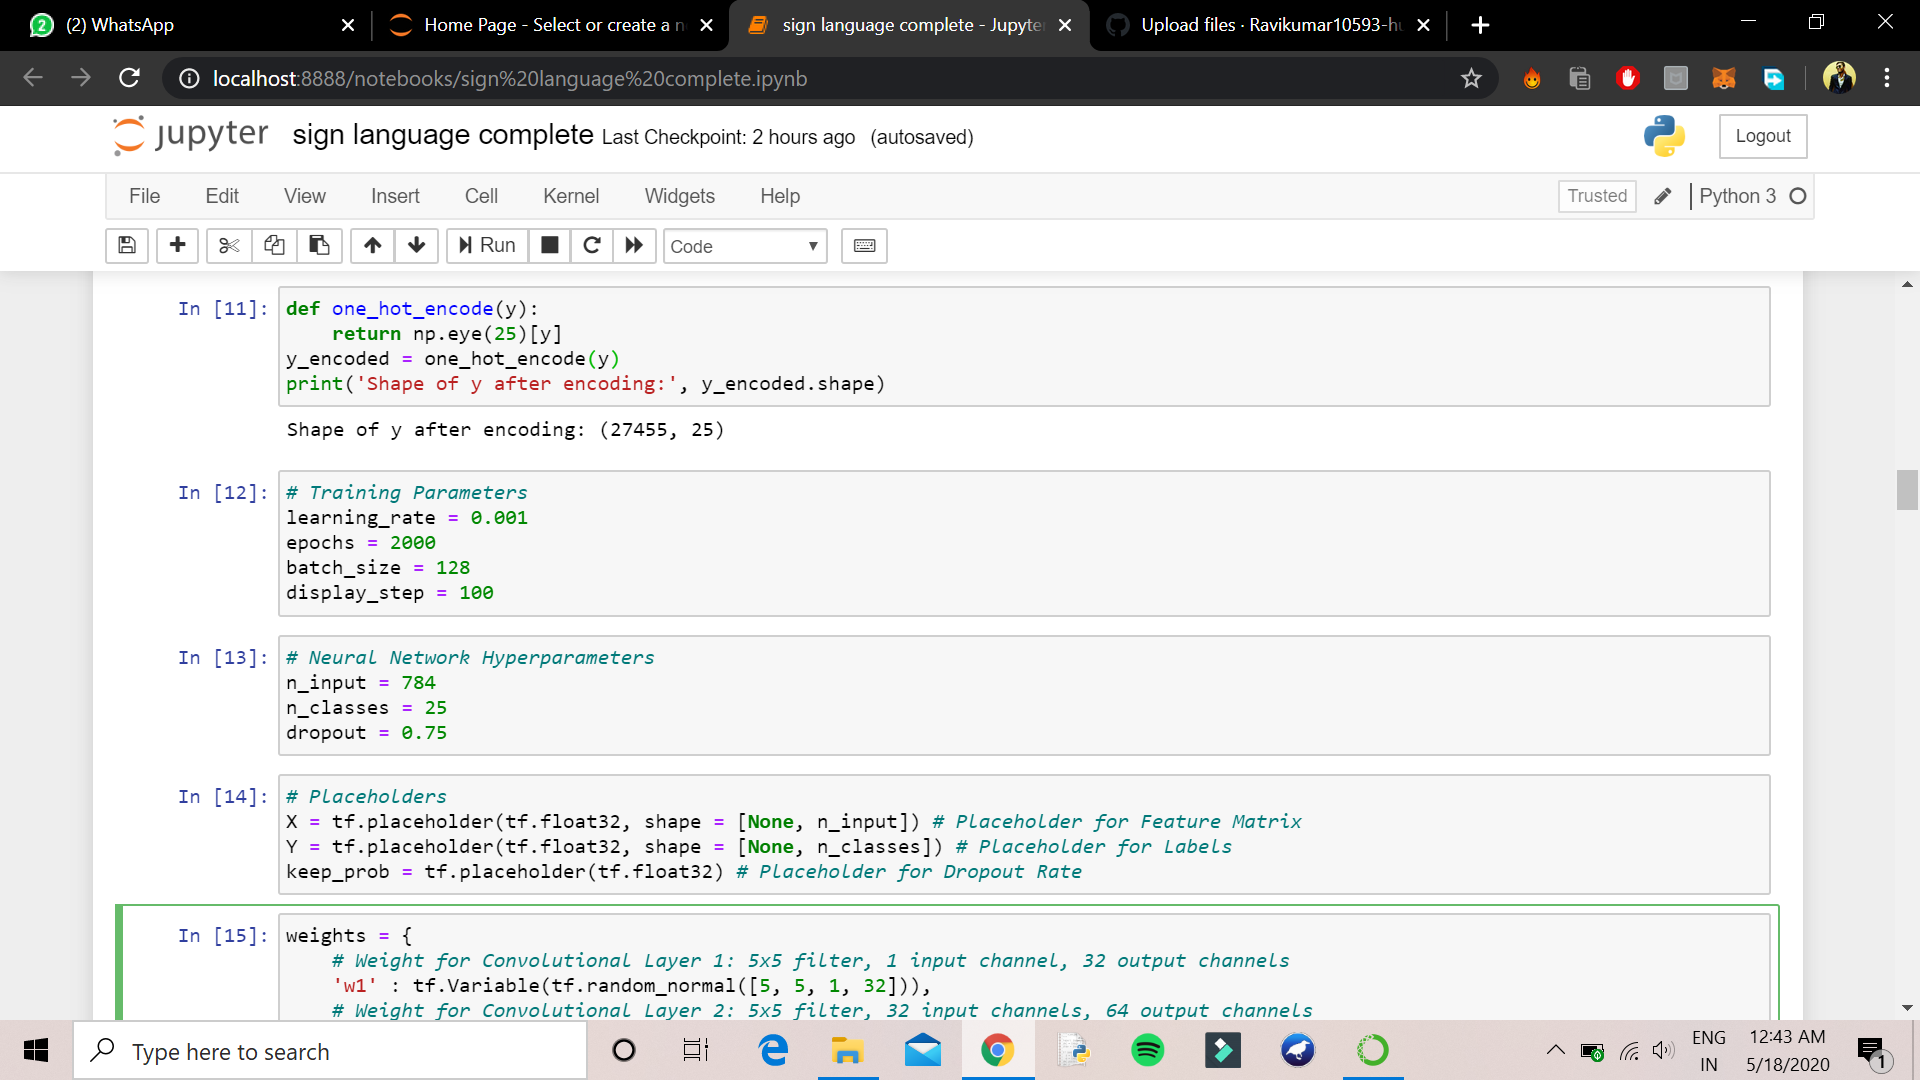 (2) WhatsApp
Home Page - Select or create a n
sign language complete - Jupyte
Upload files · Ravikumar10593-hu
localhost:8888/notebooks/sign%20language%20complete.ipynb
jupyter sign language complete Last Checkpoint: 2 hours ago (autosaved)
Logout
File Edit View Insert Cell Kernel Widgets Help
Trusted Python 3
Run Code
In [11]: def one_hot_encode(y):
    return np.eye(25)[y]
y_encoded = one_hot_encode(y)
print('Shape of y after encoding:', y_encoded.shape)
Shape of y after encoding: (27455, 25)
In [12]: # Training Parameters
learning_rate = 0.001
epochs = 2000
batch_size = 128
display_step = 100
In [13]: # Neural Network Hyperparameters
n_input = 784
n_classes = 25
dropout = 0.75
In [14]: # Placeholders
X = tf.placeholder(tf.float32, shape = [None, n_input]) # Placeholder for Feature Matrix
Y = tf.placeholder(tf.float32, shape = [None, n_classes]) # Placeholder for Labels
keep_prob = tf.placeholder(tf.float32) # Placeholder for Dropout Rate
In [15]: weights = {
    # Weight for Convolutional Layer 1: 5x5 filter, 1 input channel, 32 output channels
    'w1' : tf.Variable(tf.random_normal([5, 5, 1, 32])),
    # Weight for Convolutional Layer 2: 5x5 filter, 32 input channels, 64 output channels
Type here to search
ENG
IN
12:43 AM
5/18/2020
1